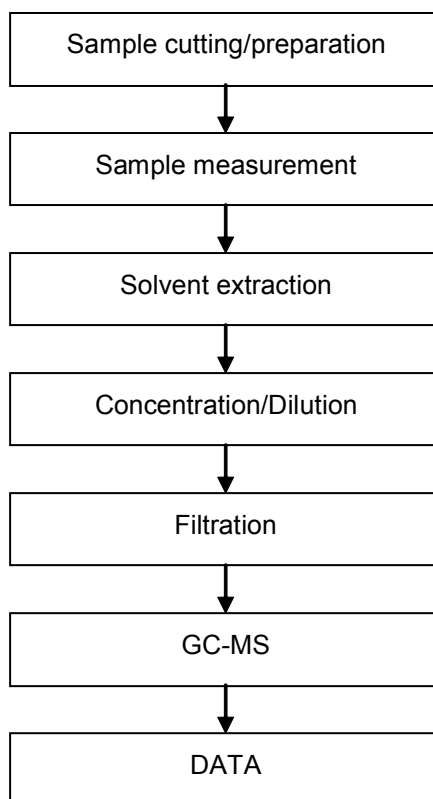 Sample cutting/preparation
Sample measurement
Solvent extraction
Concentration/Dilution
Filtration
GC-MS
DATA